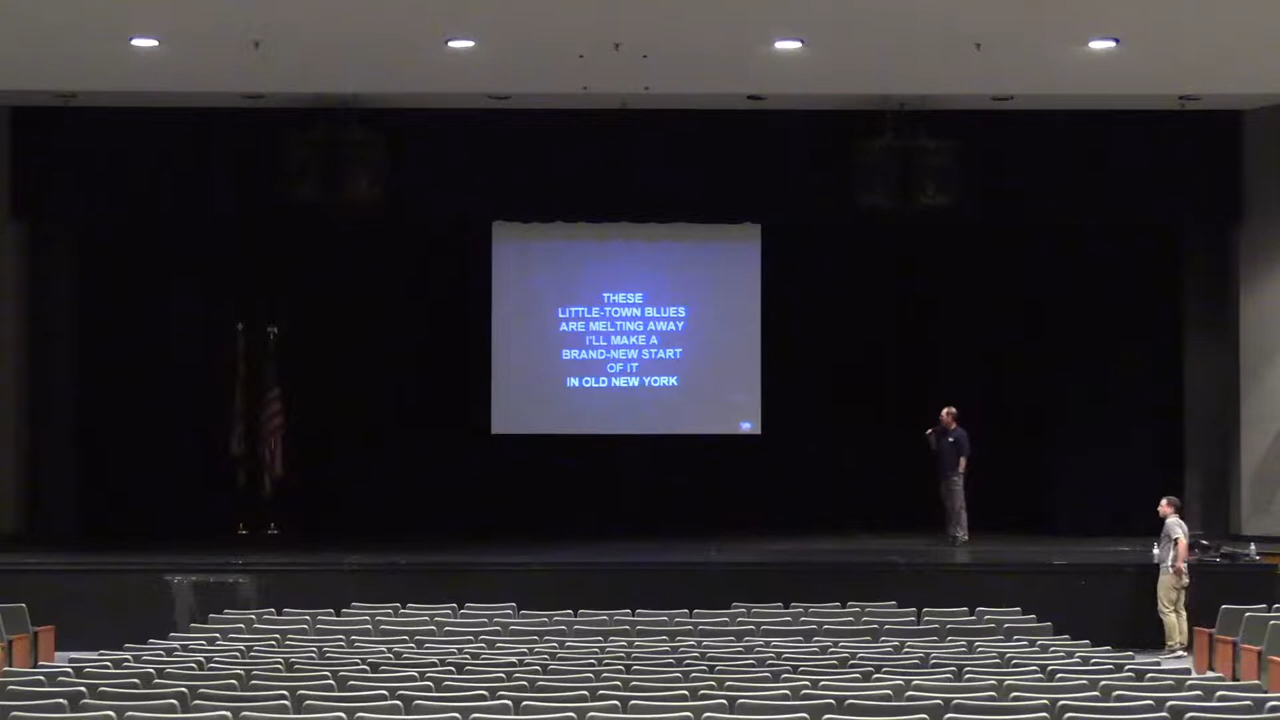 THESE
LITTLE-TOWN BLUES
ARE MELTING AWAY
I'LL MAKE A
BRAND-NEW START
OF IT
IN OLD NEW YORK